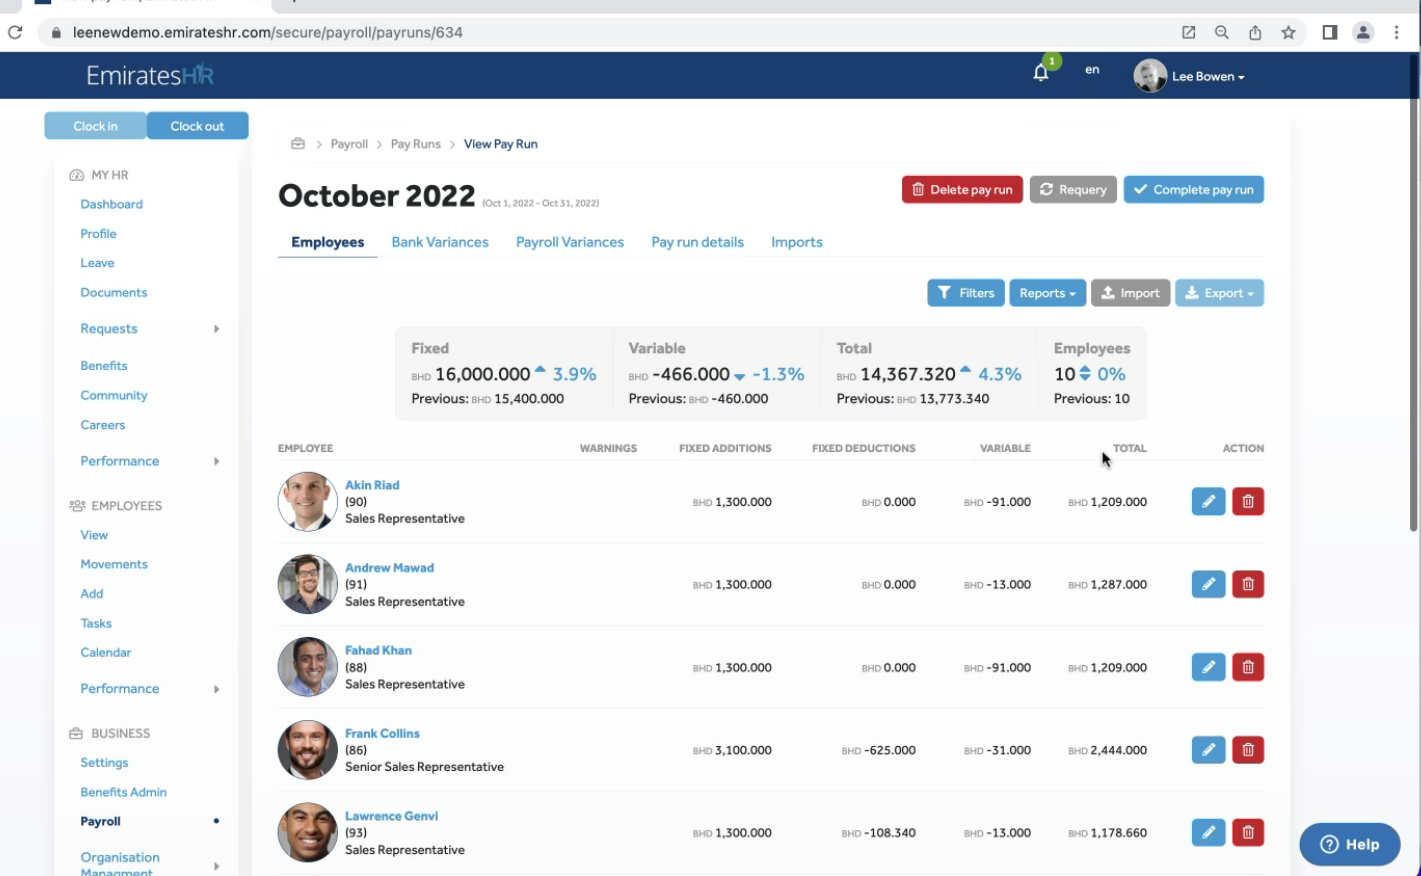 leenewdemo.emirateshr.com/secure/payroll/payruns/634
EmiratesHR
1
en
Lee Bowen
Clock in
Clock out
Payroll > Pay Runs > View Pay Run
MY HR
Dashboard
Profile
Leave
Documents
Requests
Benefits
Community
Careers
Performance
EMPLOYEES
View
Movements
Add
Tasks
Calendar
Performance
BUSINESS
Settings
Benefits Admin
Payroll
Organisation
Managment
October 2022 (Oct 1, 2022 - Oct 31, 2022)
Delete pay run
Requery
Complete pay run
Employees
Bank Variances
Payroll Variances
Pay run details
Imports
Filters
Reports
Import
Export
Fixed
BHD 16,000.000 3.9%
Previous: BHD 15,400.000
Variable
BHD -466.000 -1.3%
Previous: BHD -460.000
Total
BHD 14,367.320 4.3%
Previous: BHD 13,773.340
Employees
10 0%
Previous: 10
EMPLOYEE WARNINGS FIXED ADDITIONS FIXED DEDUCTIONS VARIABLE TOTAL ACTION
Akin Riad
(90)
Sales Representative
BHD 1,300.000 BHD 0.000 BHD -91.000 BHD 1,209.000
Andrew Mawad
(91)
Sales Representative
BHD 1,300.000 BHD 0.000 BHD -13.000 BHD 1,287.000
Fahad Khan
(88)
Sales Representative
BHD 1,300.000 BHD 0.000 BHD -91.000 BHD 1,209.000
Frank Collins
(86)
Senior Sales Representative
BHD 3,100.000 BHD -625.000 BHD -31.000 BHD 2,444.000
Lawrence Genvi
(93)
Sales Representative
BHD 1,300.000 BHD -108.340 BHD -13.000 BHD 1,178.660
Help